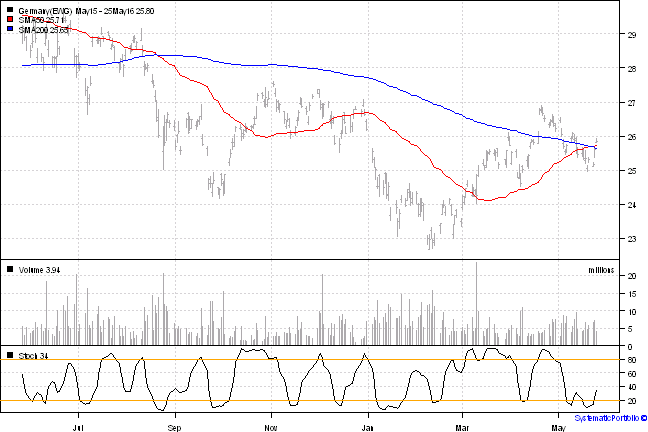 Germany(EWG) May15 - 25May16 25.80
SMA50 25.71
SMA200 25.65
29
28
27
26
25
24
23
Volume 3.94
millions
20
15
10
5
0
Stoch 34
80
60
40
20
Jul Sep Nov Jan Mar May
SystematicPortfolio ©